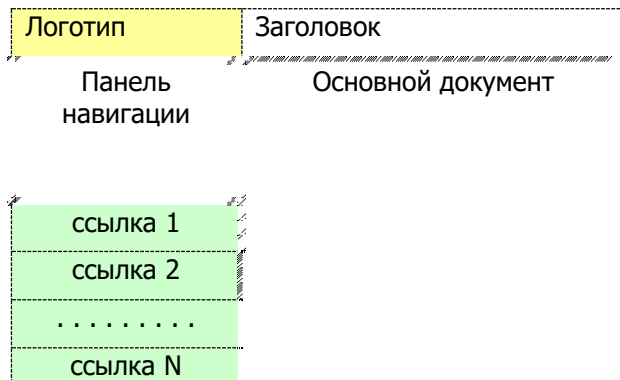 Логотип
Заголовок
Панель
навигации
Основной документ
ссылка 1
ссылка 2
. . . . . . . . .
ссылка N